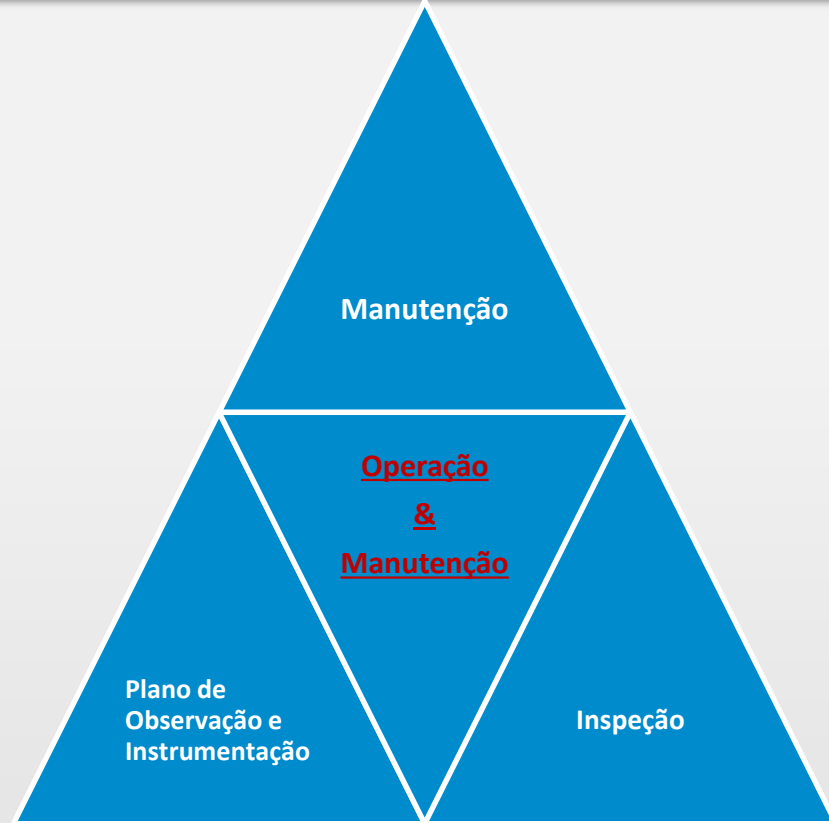 Manutenção
Operação
&
Manutenção
Plano de
Observação e
Instrumentação
Inspeção